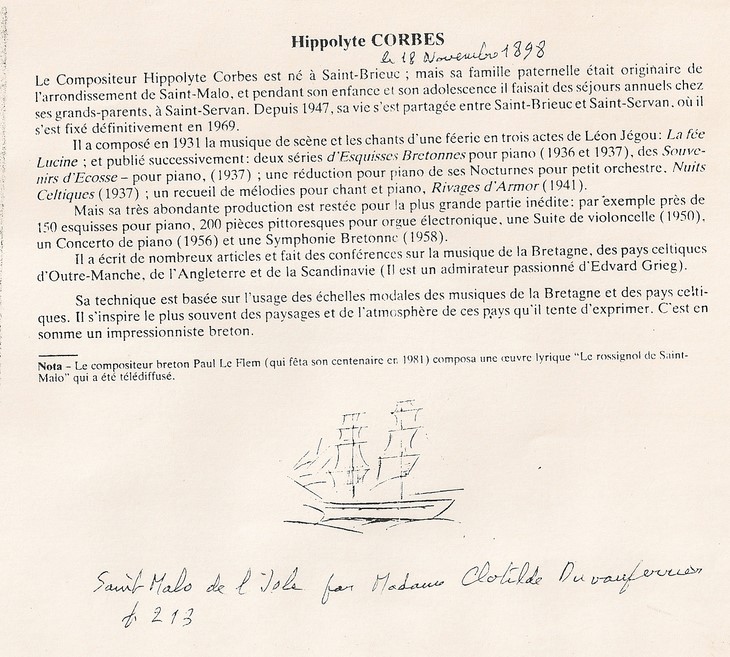 Hippolyte CORBES
le 18 Novembre 1898
Le Compositeur Hippolyte Corbes est né à Saint-Brieuc ; mais sa famille paternelle était originaire de
l'arrondissement de Saint-Malo, et pendant son enfance et son adolescence il faisait des séjours annuels chez
ses grands-parents, à Saint-Servan. Depuis 1947, sa vie s'est partagée entre Saint-Brieuc et Saint-Servan, où il
s'est fixé définitivement en 1969.
Il a composé en 1931 la musique de scène et les chants d'une féerie en trois actes de Léon Jégou: La fée
Lucine ; et publié successivement: deux séries d'Esquisses Bretonnes pour piano (1936 et 1937), des Souve-
nirs d'Ecosse – pour piano, (1937) ; une réduction pour piano de ses Nocturnes pour petit orchestre. Nuits
Celtiques (1937) ; un recueil de mélodies pour chant et piano, Rivages d'Armor (1941).
Mais sa très abondante production est restée pour la plus grande partie inédite: par exemple près de
150 esquisses pour piano, 200 pièces pittoresques pour orgue électronique, une Suite de violoncelle (1950),
un Concerto de piano (1956) et une Symphonie Bretonne (1958).
Il a écrit de nombreux articles et fait des conférences sur la musique de la Bretagne, des pays celtiques
d'Outre-Manche, de l'Angleterre et de la Scandinavie (Il est un admirateur passionné d'Edvard Grieg).
Sa technique est basée sur l'usage des échelles modales des musiques de la Bretagne et des pays celti-
ques. Il s'inspire le plus souvent des paysages et de l'atmosphère de ces pays qu'il tente d'exprimer. C'est en
somme un impressionniste breton.
Nota – Le compositeur breton Paul Le Flem (qui fêta son centenaire en 1981) composa une œuvre lyrique "Le rossignol de Saint-
Malo" qui a été télédiffusé.
Saint Malo de l'Isle par Madame Clotilde Duvauferrier
p 213